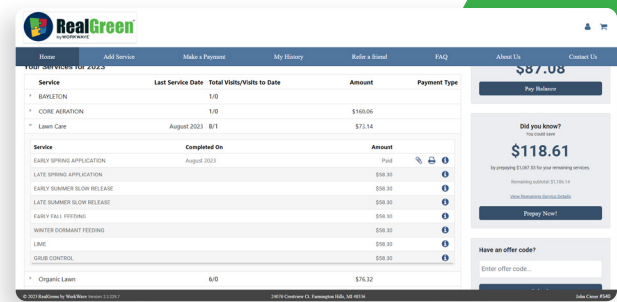 RealGreen
by WORKWAVE
Home Add Service Make a Payment My History Refer a friend FAQ About Us Contact Us
Your Services for 2023
Service Last Service Date Total Visits/Visits to Date Amount Payment Type
BAYLETON 1/0
CORE AERATION 1/0 $160.06
Lawn Care August 2023 8/1 $73.14
Service Completed On Amount
EARLY SPRING APPLICATION August 2023 Paid
LATE SPRING APPLICATION $58.30
EARLY SUMMER SLOW RELEASE $58.30
LATE SUMMER SLOW RELEASE $58.30
EARLY FALL FEEDING $58.30
WINTER DORMANT FEEDING $58.30
LIME $58.30
GRUB CONTROL $58.30
Organic Lawn 6/0 $76.32
$87.08
Pay Balance
Did you know?
You could save
$118.61
by prepaying $1,067.53 for your remaining services.
Remaining subtotal: $1,186.14
View Remaining Service Details
Prepay Now!
Have an offer code?
Enter offer code...
© 2023 RealGreen by WorkWave 24070 Crestview Ct. Farmington Hills, MI 48336